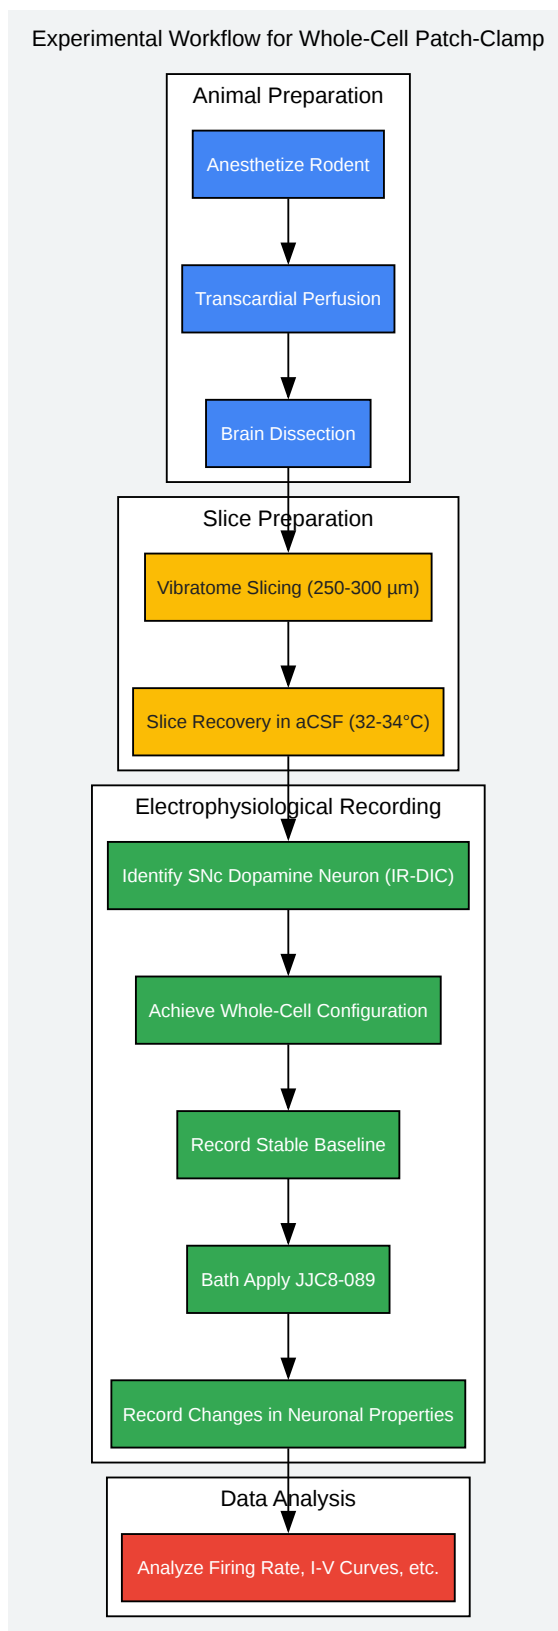 Experimental Workflow for Whole-Cell Patch-Clamp
Animal Preparation
Anesthetize Rodent
Transcardial Perfusion
Brain Dissection
Slice Preparation
Vibratome Slicing (250-300 µm)
Slice Recovery in aCSF (32-34°C)
Electrophysiological Recording
Identify SNc Dopamine Neuron (IR-DIC)
Achieve Whole-Cell Configuration
Record Stable Baseline
Bath Apply JJC8-089
Record Changes in Neuronal Properties
Data Analysis
Analyze Firing Rate, I-V Curves, etc.